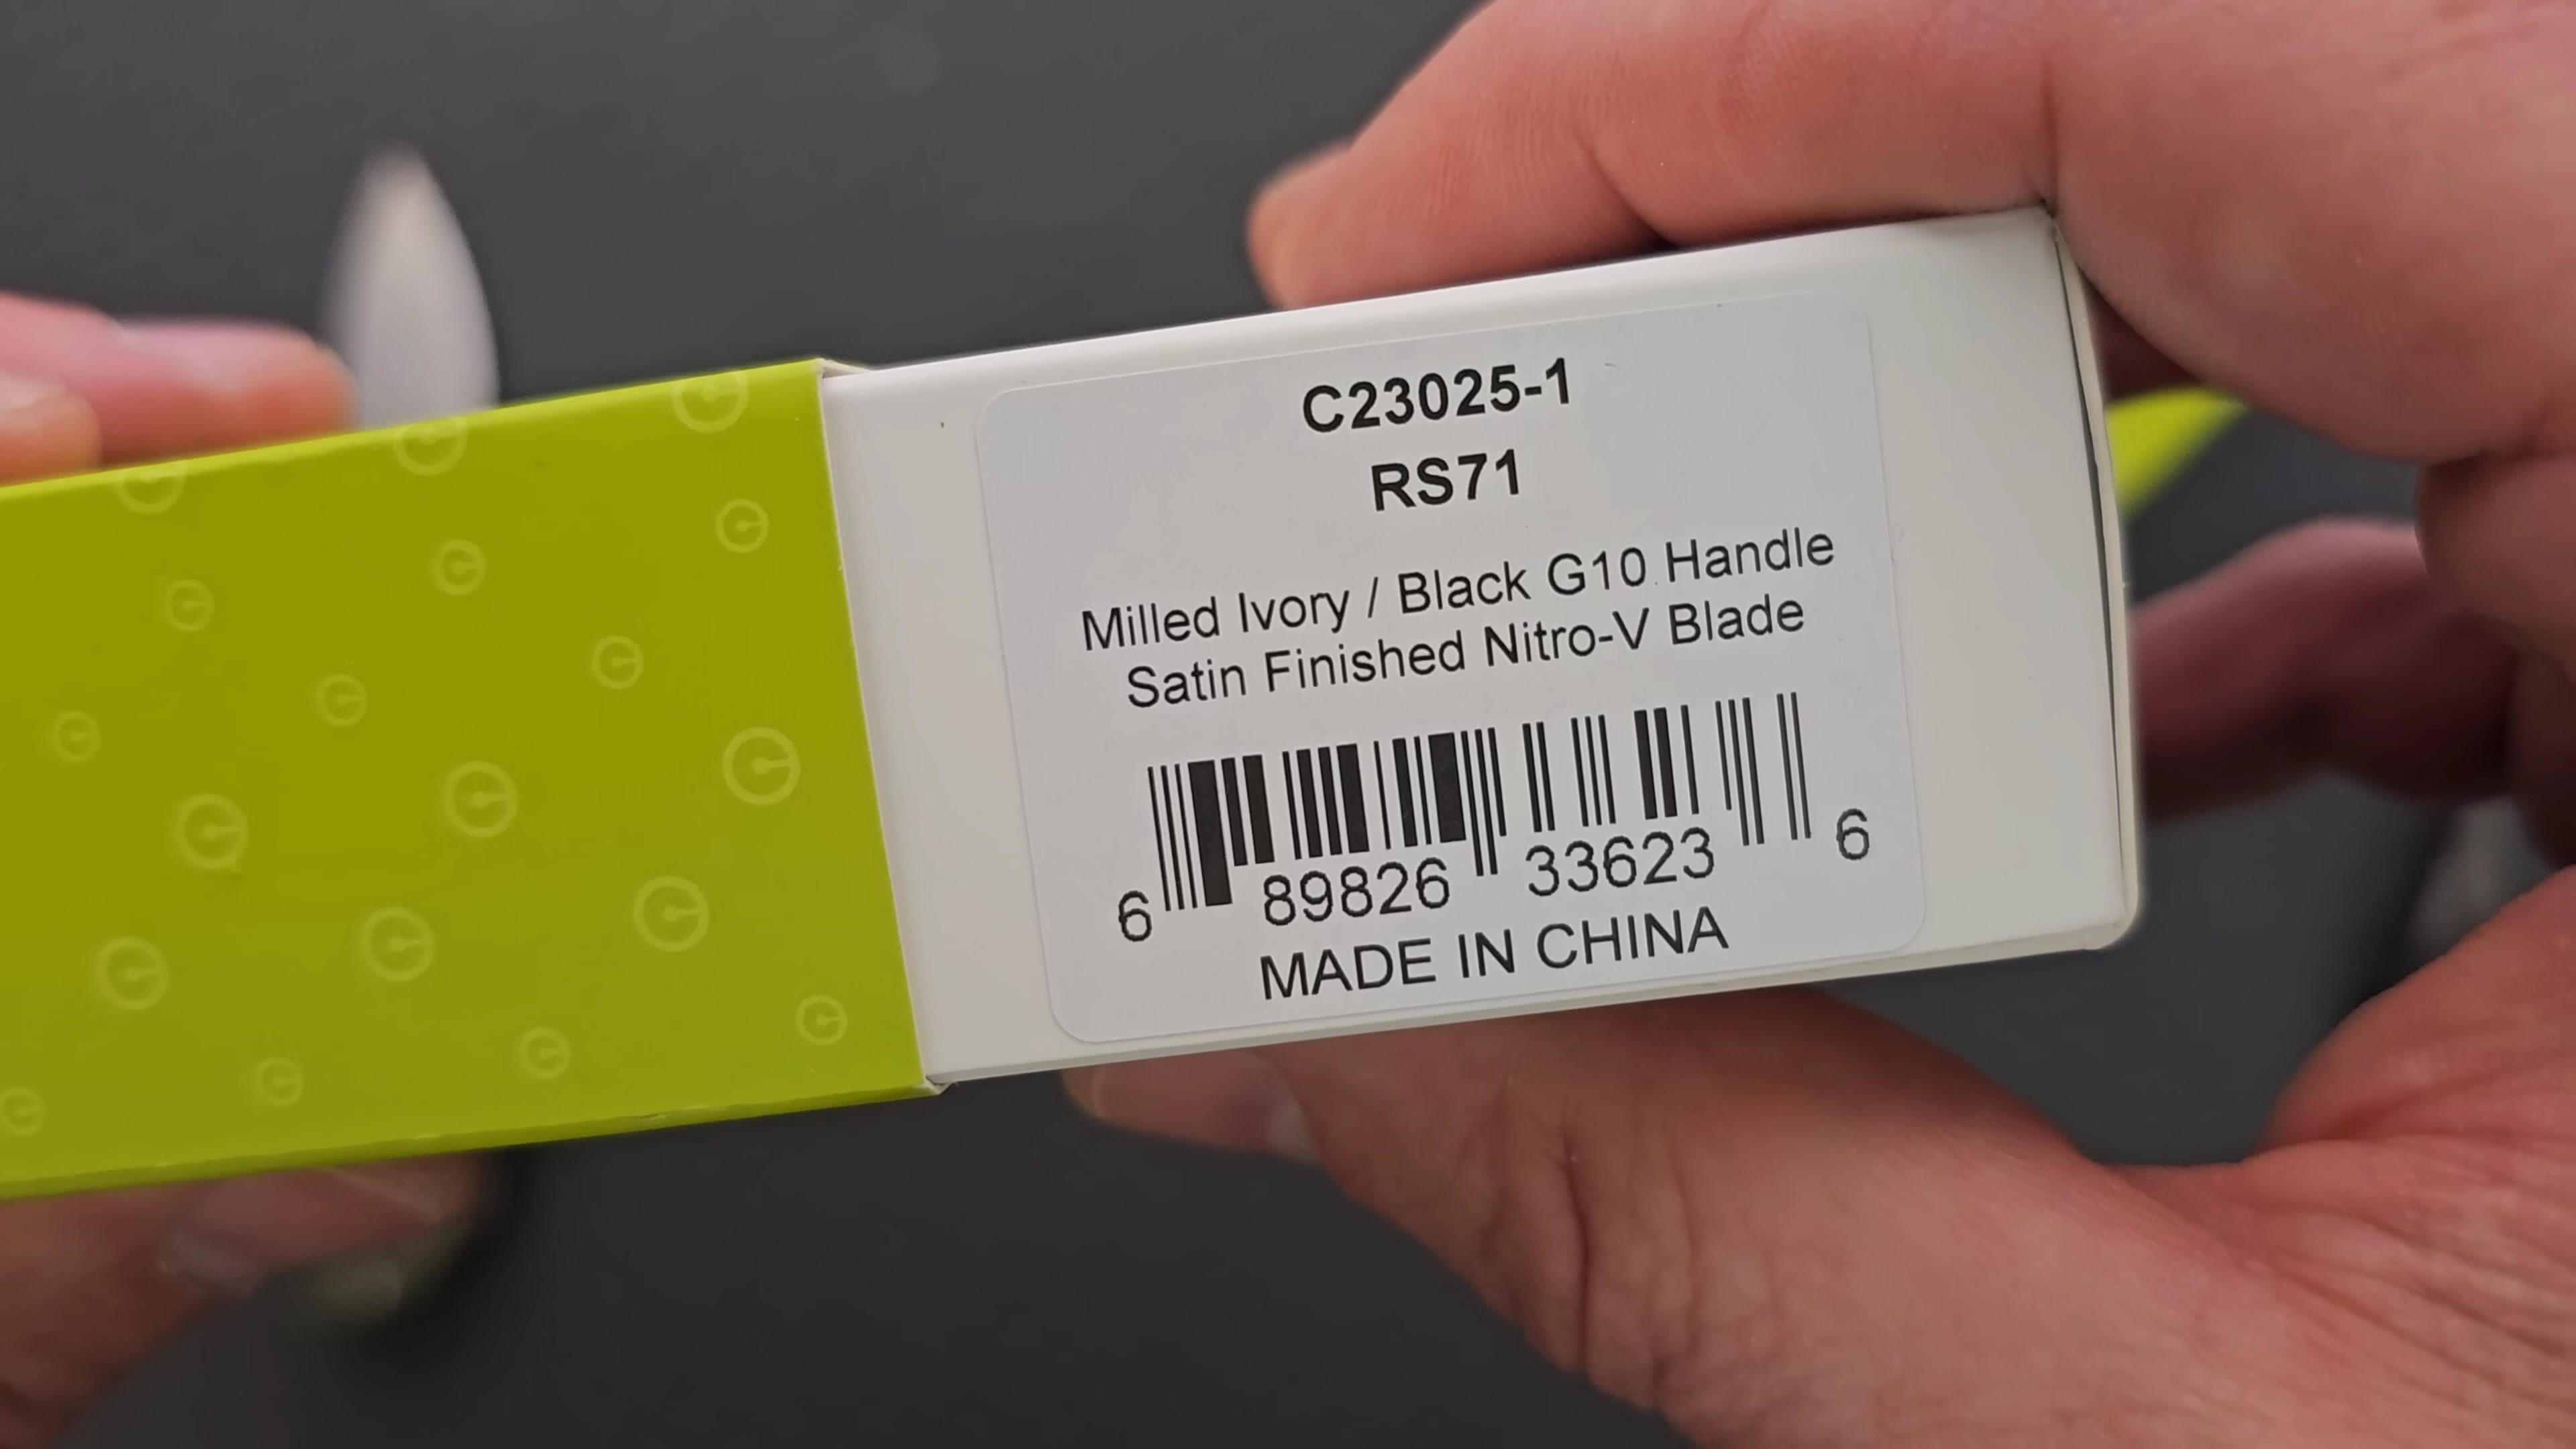 C23025-1
RS71
Milled Ivory / Black G10 Handle
Satin Finished Nitro-V Blade
6 89826 33623 6
MADE IN CHINA